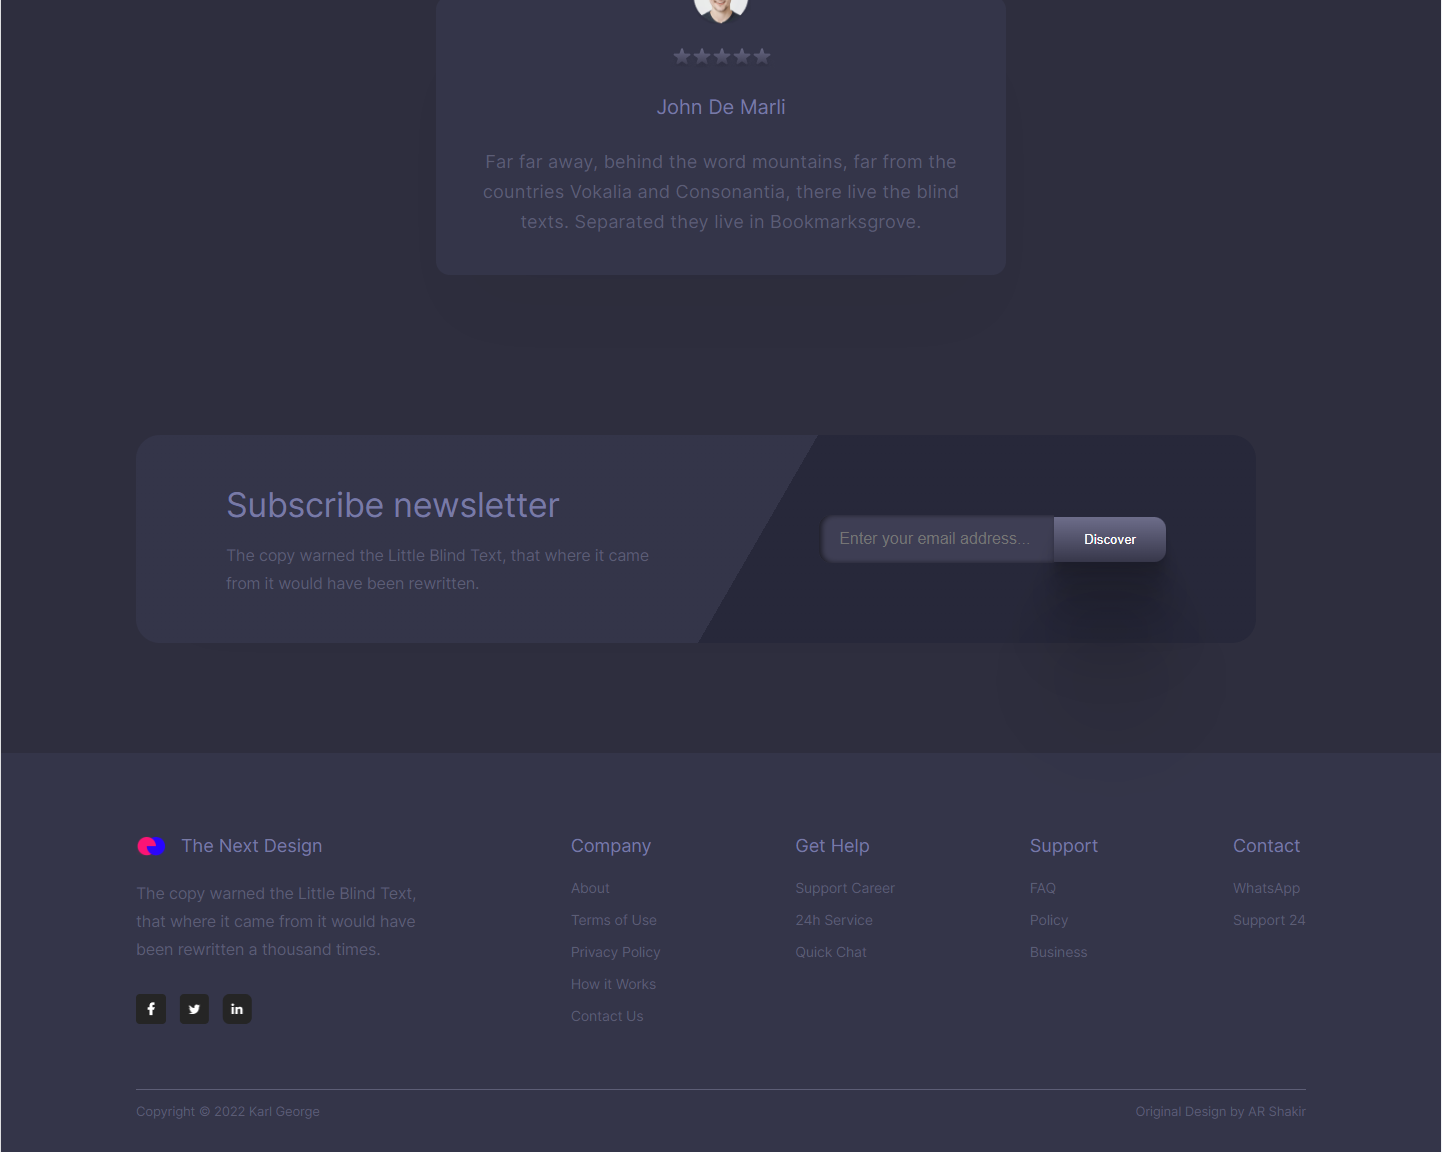 John De Marli
Far far away, behind the word mountains, far from the
countries Vokalia and Consonantia, there live the blind
texts. Separated they live in Bookmarksgrove.
Subscribe newsletter
The copy warned the Little Blind Text, that where it came
from it would have been rewritten.
Enter your email address...
Discover
The Next Design
The copy warned the Little Blind Text,
that where it came from it would have
been rewritten a thousand times.
Company
About
Terms of Use
Privacy Policy
How it Works
Contact Us
Get Help
Support Career
24h Service
Quick Chat
Support
FAQ
Policy
Business
Contact
WhatsApp
Support 24
Copyright © 2022 Karl George
Original Design by AR Shakir